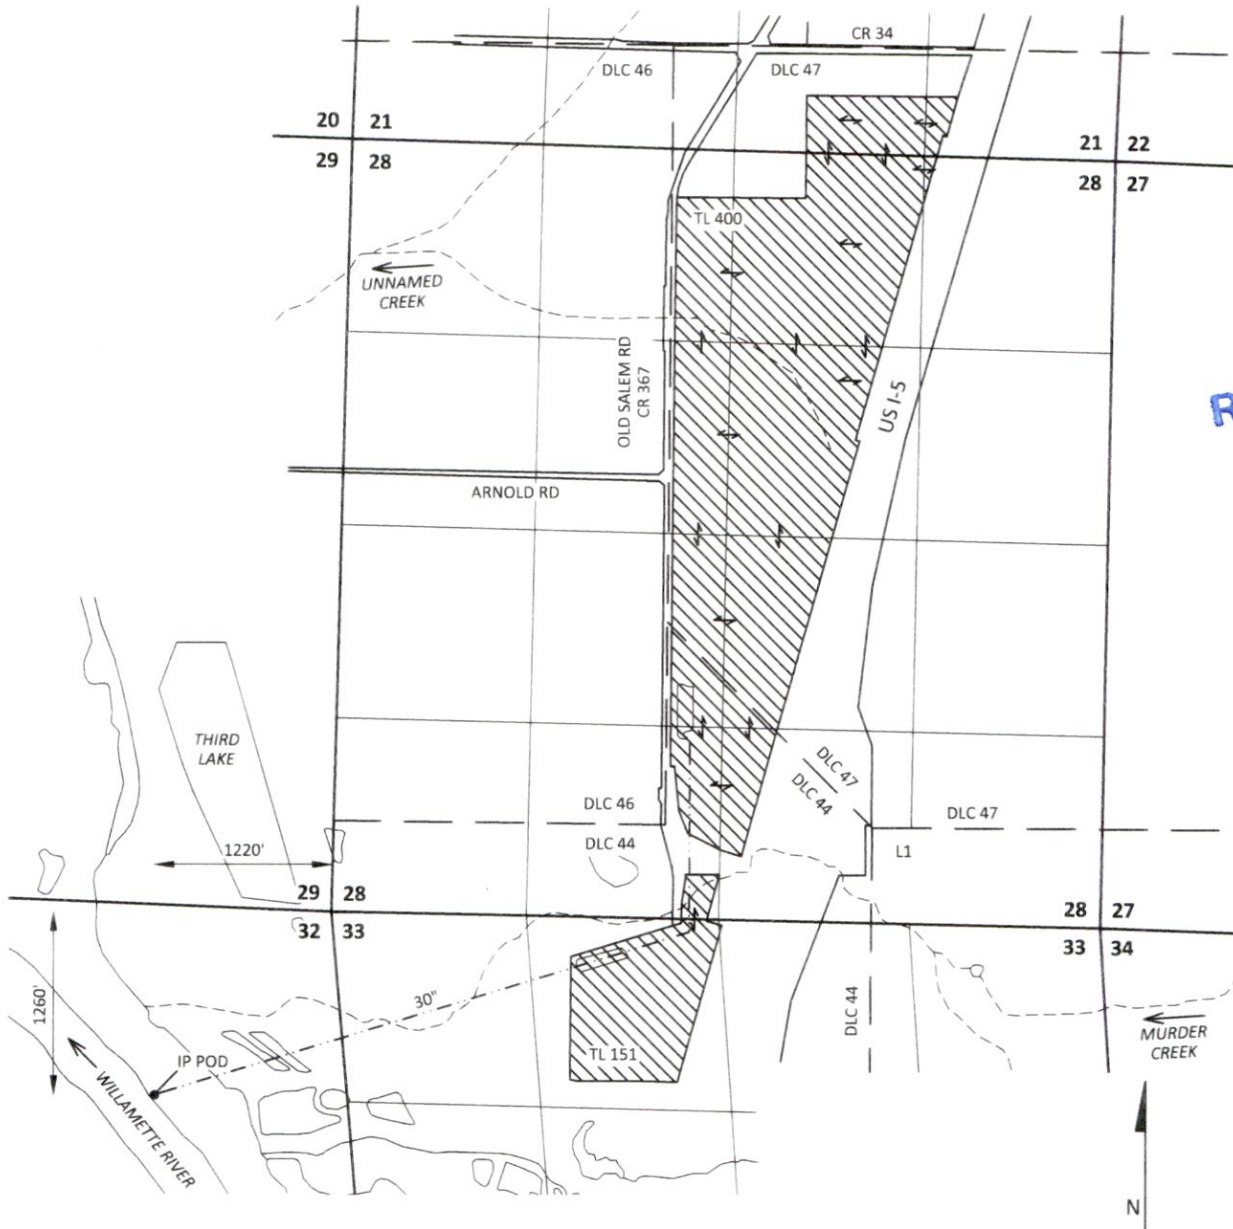 CR 34
DLC 46
DLC 47
20 21
21 22
29 28
28 27
TL 400
UNNAMED
CREEK
OLD SALEM RD
CR 367
US I-5
R
ARNOLD RD
THIRD
LAKE
DLC 47
DLC 44
DLC 46
DLC 47
DLC 44
L1
1220'
29 28
28 27
32 33
33 34
30"
1260'
DLC 44
IP POD
TL 151
MURDER
CREEK
WILLAMETTE RIVER
N